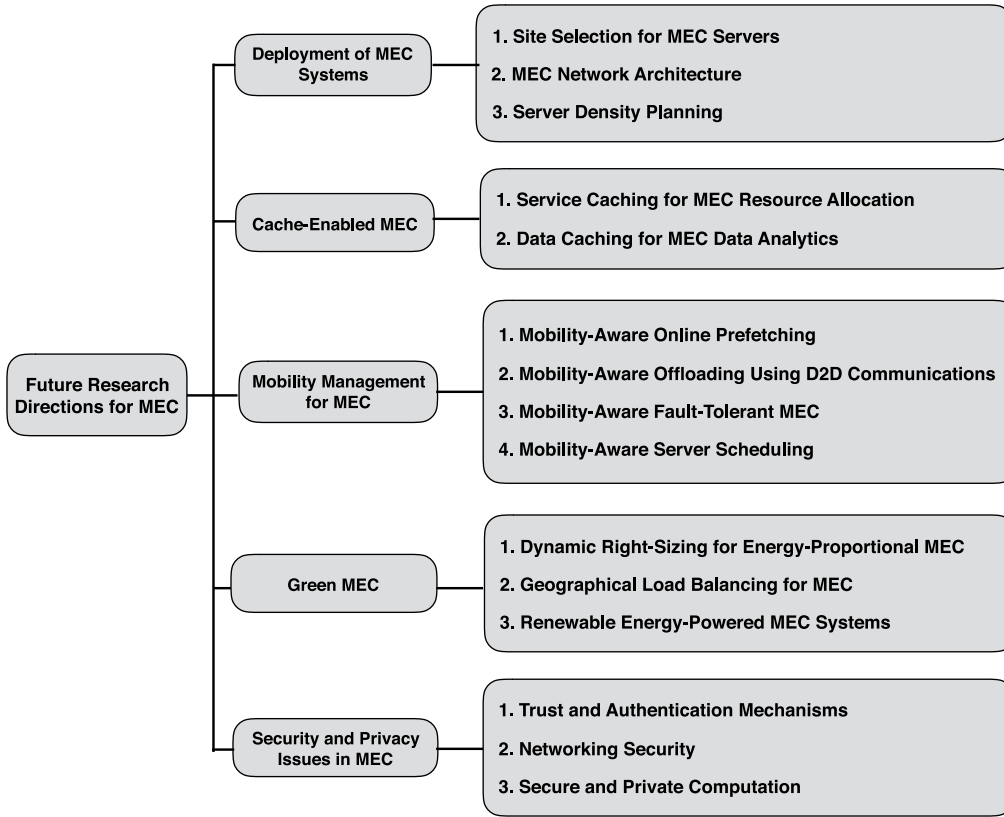 Future Research
Directions for MEC
Deployment of MEC
Systems
1. Site Selection for MEC Servers
2. MEC Network Architecture
3. Server Density Planning
Cache-Enabled MEC
1. Service Caching for MEC Resource Allocation
2. Data Caching for MEC Data Analytics
Mobility Management
for MEC
1. Mobility-Aware Online Prefetching
2. Mobility-Aware Offloading Using D2D Communications
3. Mobility-Aware Fault-Tolerant MEC
4. Mobility-Aware Server Scheduling
Green MEC
1. Dynamic Right-Sizing for Energy-Proportional MEC
2. Geographical Load Balancing for MEC
3. Renewable Energy-Powered MEC Systems
Security and Privacy
Issues in MEC
1. Trust and Authentication Mechanisms
2. Networking Security
3. Secure and Private Computation